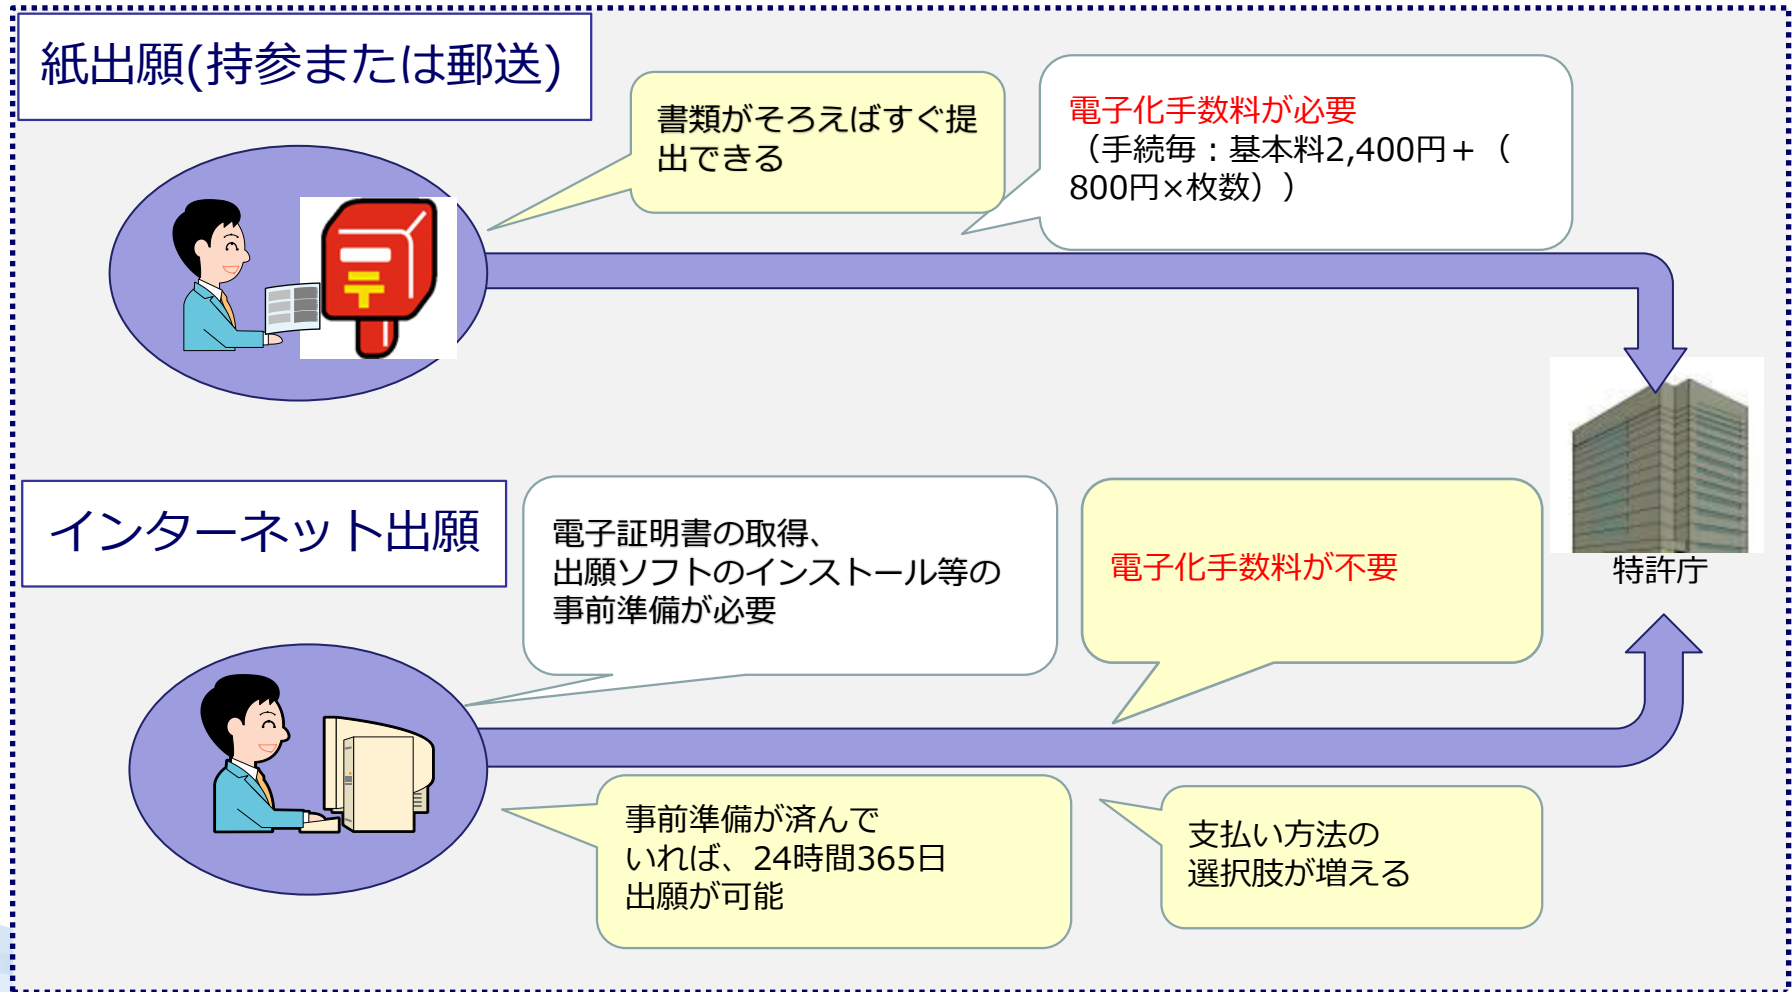 紙出願(持参または郵送)
書類がそろえばすぐ提
出できる
電子化手数料が必要
（手続毎：基本料2,400円＋（
800円×枚数））
インターネット出願
電子証明書の取得、
出願ソフトのインストール等の
事前準備が必要
電子化手数料が不要
特許庁
事前準備が済んで
いれば、24時間365日
出願が可能
支払い方法の
選択肢が増える